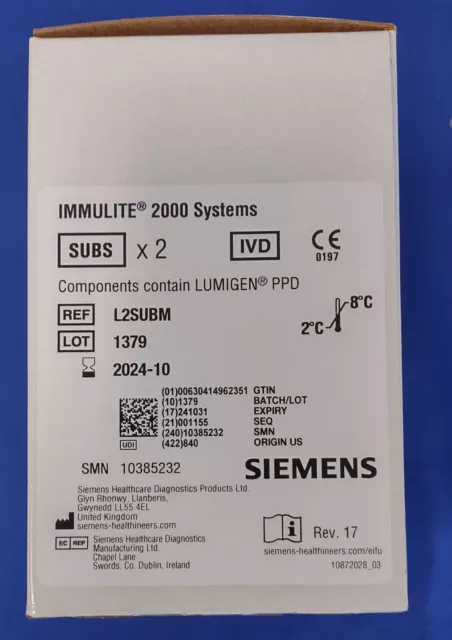 IMMULITE® 2000 Systems
SUBS x 2 IVD CE
0197
Components contain LUMIGEN® PPD
REF L2SUBM
8°C
2°C
LOT 1379
2024-10
(01)00630414962351 GTIN
(10)1379 BATCH/LOT
(17)241031 EXPIRY
(21)001155 SEQ
(240)10385232 SMN
UDI (422)840 ORIGIN US
SMN 10385232 SIEMENS
Siemens Healthcare Diagnostics Products Ltd.
Glyn Rhonwy, Llanberis,
Gwynedd LL55 4EL
United Kingdom
siemens-healthineers.com
EC REP Siemens Healthcare Diagnostics
Manufacturing Ltd.
Chapel Lane
Swords, Co. Dublin, Ireland
i Rev. 17
siemens-healthineers.com/eifu
10872028_03